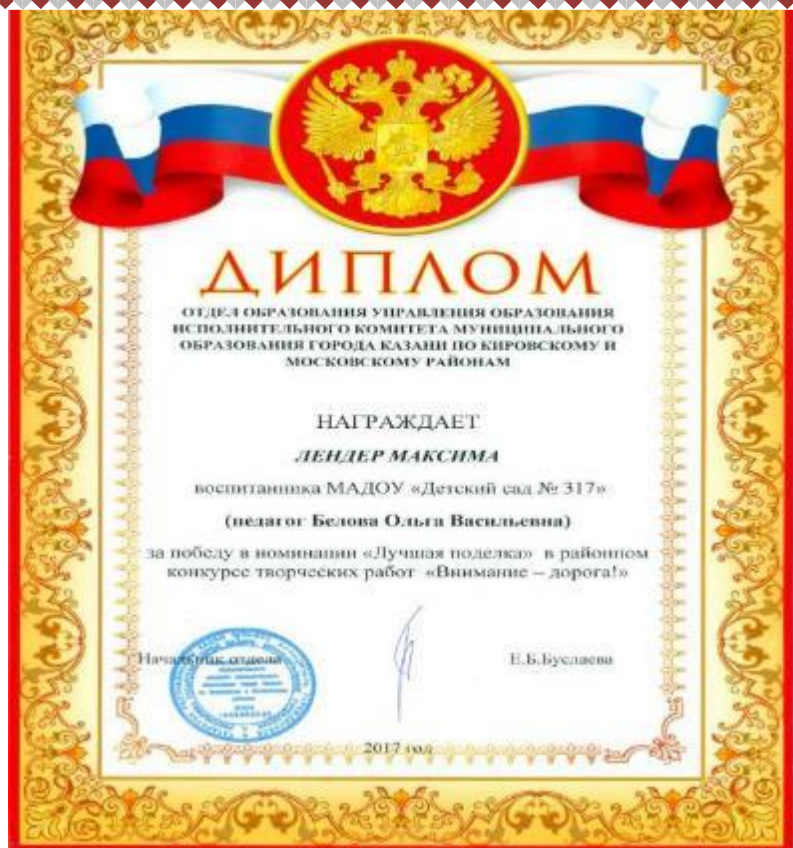 ДИПЛОМ
ОТДЕЛ ОБРАЗОВАНИЯ УПРАВЛЕНИЯ ОБРАЗОВАНИЯ
ИСПОЛНИТЕЛЬНОГО КОМИТЕТА МУНИЦИПАЛЬНОГО
ОБРАЗОВАНИЯ ГОРОДА КАЗАНИ ПО КИРОВСКОМУ И
МОСКОВСКОМУ РАЙОНАМ
НАГРАЖДАЕТ
ЛЕНДЕР МАКСИМА
воспитанника МАДОУ «Детский сад № 317»
(педагог Белова Ольга Васильевна)
за победу в номинации «Лучшая поделка» в районном
конкурсе творческих работ «Внимание – дорога!»
Начальник отдела Е.Б.Буслаева
2017 год